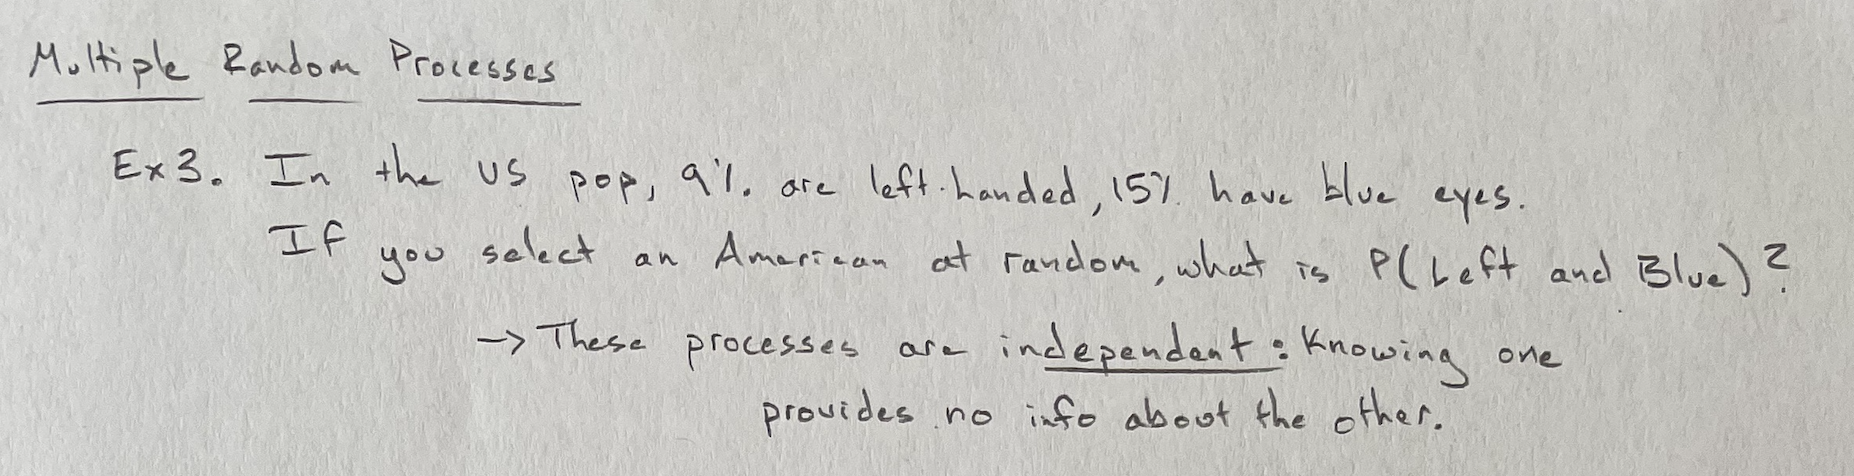 Multiple Random Processes
Ex 3. In the US pop, 9%. are left-handed, 15% have blue eyes.
If you select an American at random, what is P(Left and Blue)?
→ These processes are independent: Knowing one
provides no info about the other.